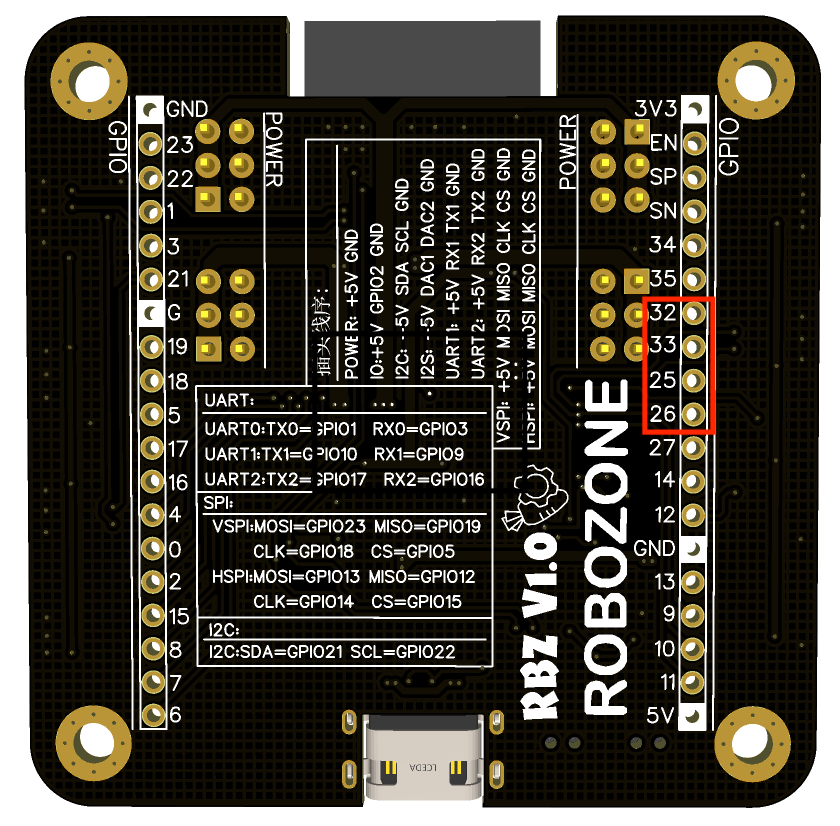 GND
23
22
1
3
21
G
19
18
5
17
16
4
0
2
15
8
7
6
GPIO
POWER
插头线序:
POWER: +5V GND
IO:+5V GPIO2 GND
I2C: -5V SDA SCL GND
I2S: -5V DAC1 DAC2 GND
UART1: +5V RX1 TX1 GND
UART2: +5V RX2 TX2 GND
VSPI: +5V MOSI MISO CLK CS GND
HSPI: +5V MOSI MISO CLK CS GND
UART:
UART0:TX0=GPIO1 RX0=GPIO3
UART1:TX1=GPIO10 RX1=GPIO9
UART2:TX2=GPIO17 RX2=GPIO16
SPI:
VSPI:MOSI=GPIO23 MISO=GPIO19
CLK=GPIO18 CS=GPIO5
HSPI:MOSI=GPIO13 MISO=GPIO12
CLK=GPIO14 CS=GPIO15
I2C:
I2C:SDA=GPIO21 SCL=GPIO22
RBZ V1.0
ROBOZONE
POWER
GPIO
3V3
EN
SP
SN
34
35
32
33
25
26
27
14
12
GND
13
9
10
11
5V
LCEDA